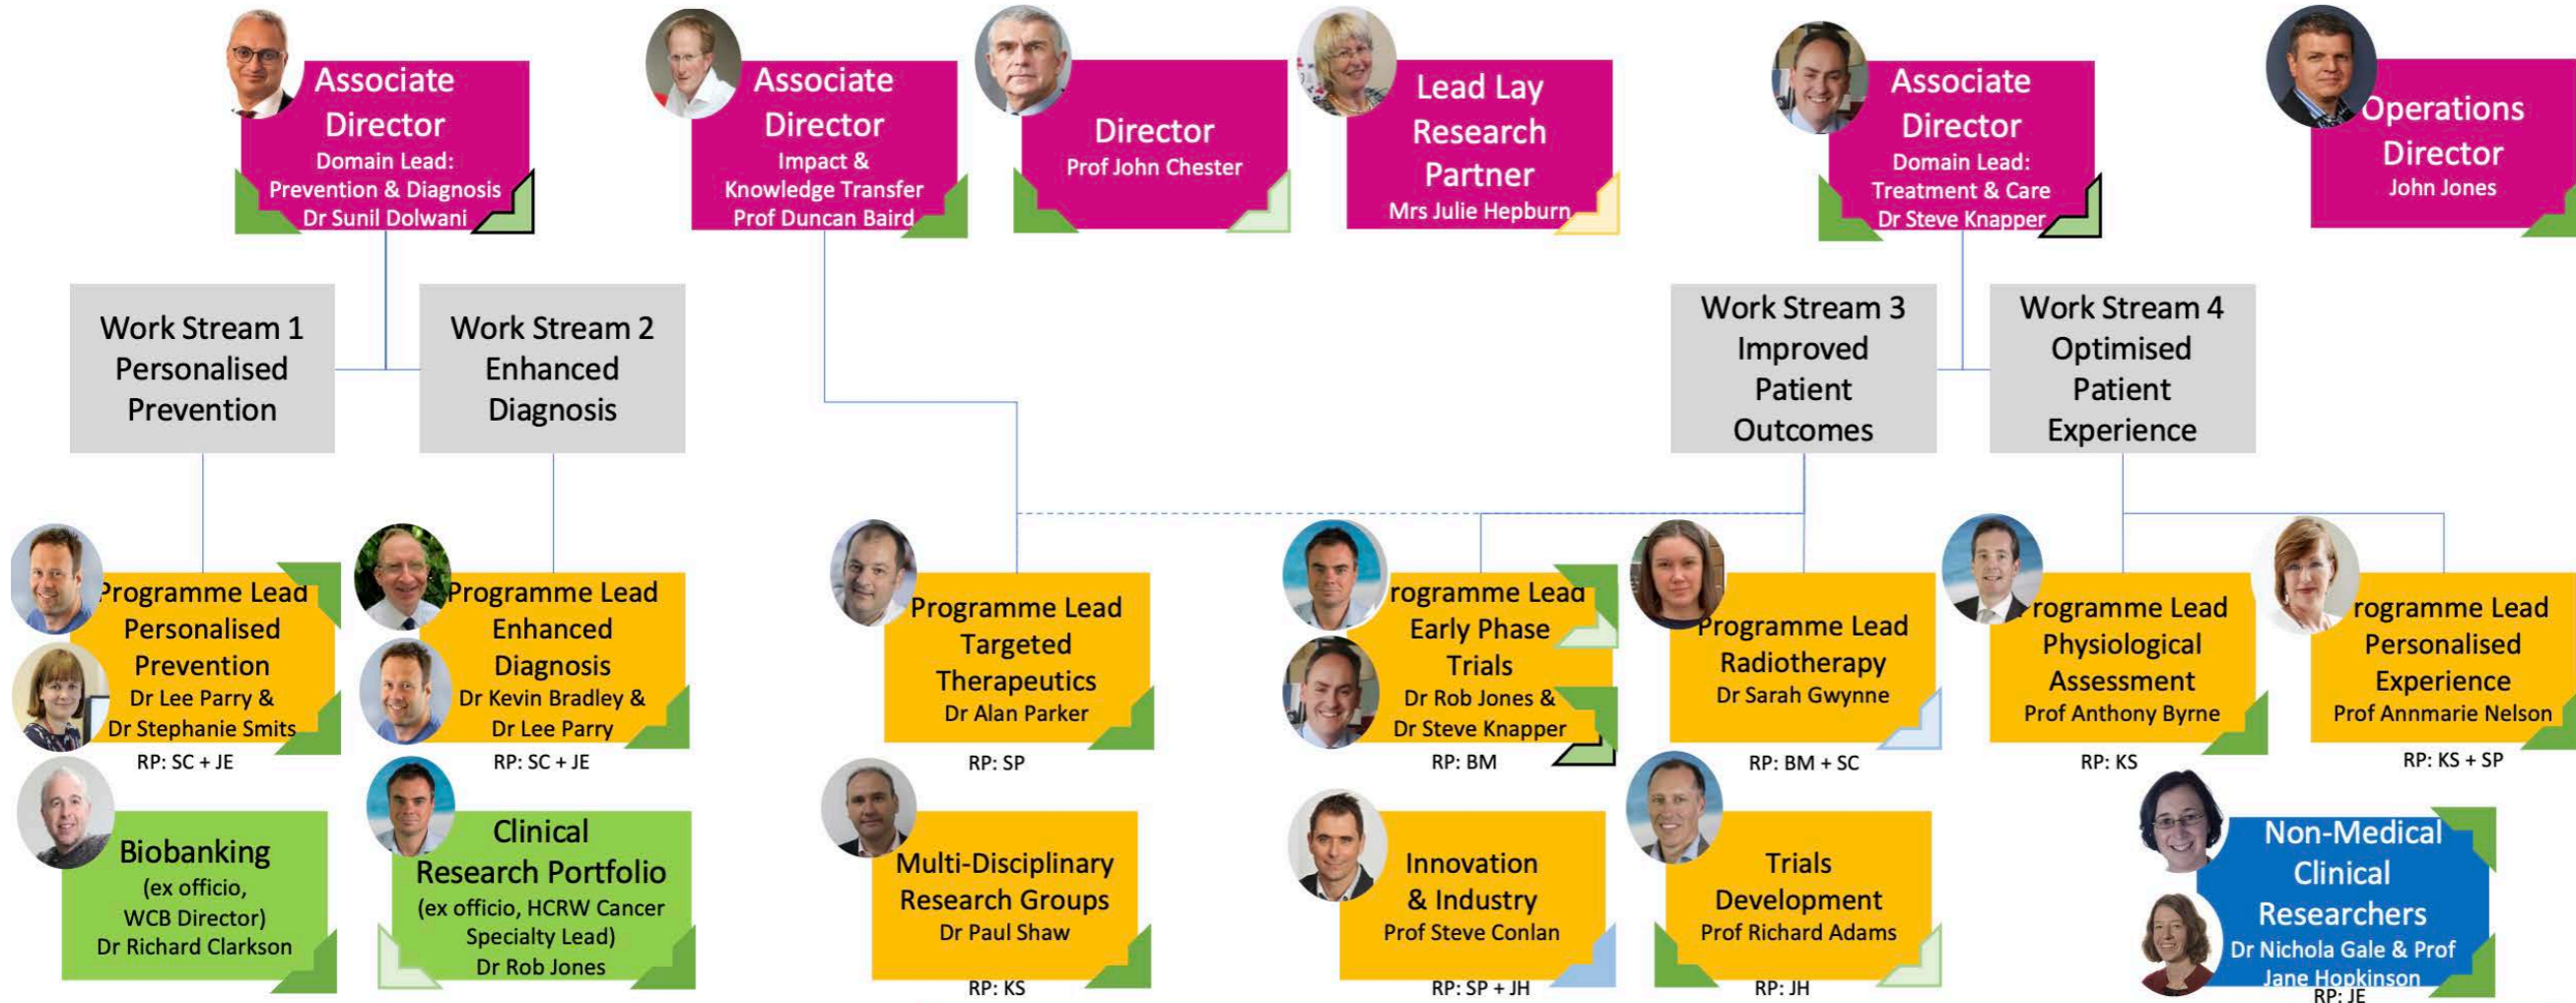 Associate
Director
Domain Lead:
Prevention & Diagnosis
Dr Sunil Dolwani
Associate
Director
Impact &
Knowledge Transfer
Prof Duncan Baird
Director
Prof John Chester
Lead Lay
Research
Partner
Mrs Julie Hepburn
Associate
Director
Domain Lead:
Treatment & Care
Dr Steve Knapper
Operations
Director
John Jones
Work Stream 1
Personalised
Prevention
Work Stream 2
Enhanced
Diagnosis
Work Stream 3
Improved
Patient
Outcomes
Work Stream 4
Optimised
Patient
Experience
Programme Lead
Personalised
Prevention
Dr Lee Parry &
Dr Stephanie Smits
RP: SC + JE
Programme Lead
Enhanced
Diagnosis
Dr Kevin Bradley &
Dr Lee Parry
RP: SC + JE
Programme Lead
Targeted
Therapeutics
Dr Alan Parker
RP: SP
rogramme Lead
Early Phase
Trials
Dr Rob Jones &
Dr Steve Knapper
RP: BM
Programme Lead
Radiotherapy
Dr Sarah Gwynne
RP: BM + SC
rogramme Lead
Physiological
Assessment
Prof Anthony Byrne
RP: KS
rogramme Lead
Personalised
Experience
Prof Annmarie Nelson
RP: KS + SP
Biobanking
(ex officio,
WCB Director)
Dr Richard Clarkson
Clinical
Research Portfolio
(ex officio, HCRW Cancer
Specialty Lead)
Dr Rob Jones
Multi-Disciplinary
Research Groups
Dr Paul Shaw
RP: KS
Innovation
& Industry
Prof Steve Conlan
RP: SP + JH
Trials
Development
Prof Richard Adams
RP: JH
Non-Medical
Clinical
Researchers
Dr Nichola Gale & Prof
Jane Hopkinson
RP: JE